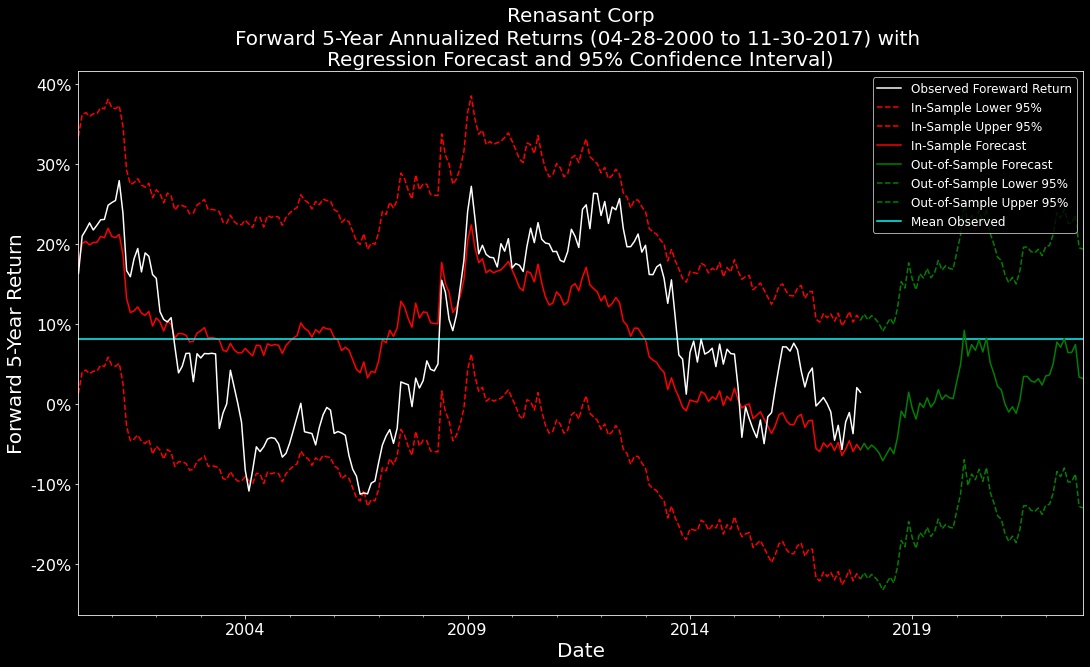 Renasant Corp
Forward 5-Year Annualized Returns (04-28-2000 to 11-30-2017) with
Regression Forecast and 95% Confidence Interval)
Observed Foreward Return
In-Sample Lower 95%
In-Sample Upper 95%
In-Sample Forecast
Out-of-Sample Forecast
Out-of-Sample Lower 95%
Out-of-Sample Upper 95%
Mean Observed
Forward 5-Year Return
40%
30%
20%
10%
0%
-10%
-20%
2004
2009
2014
2019
Date